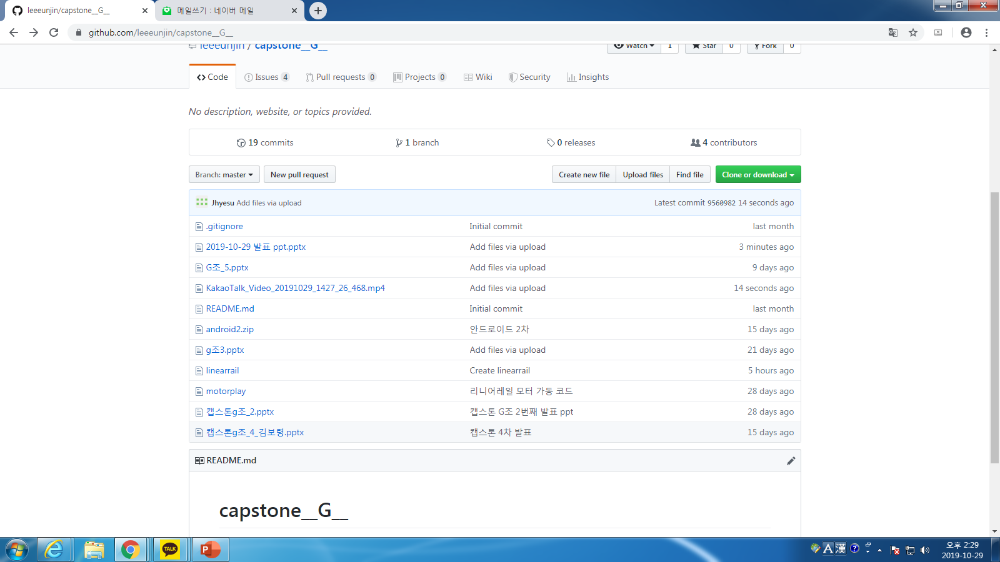 leeeunjin/capstone__G__
메일쓰기 : 네이버 메일
github.com/leeeunjin/capstone__G__
leeeunjin / capstone__G__
Watch 1
Star 0
Fork 0
Code
Issues 4
Pull requests 0
Projects 0
Wiki
Security
Insights
No description, website, or topics provided.
19 commits
1 branch
0 releases
4 contributors
Branch: master
New pull request
Create new file
Upload files
Find file
Clone or download
Jhyesu Add files via upload
Latest commit 9560982 14 seconds ago
.gitignore Initial commit last month
2019-10-29 발표 ppt.pptx Add files via upload 3 minutes ago
G조_5.pptx Add files via upload 9 days ago
KakaoTalk_Video_20191029_1427_26_468.mp4 Add files via upload 14 seconds ago
README.md Initial commit last month
android2.zip 안드로이드 2차 15 days ago
g조3.pptx Add files via upload 21 days ago
linearrail Create linearrail 5 hours ago
motorplay 리니어레일 모터 가동 코드 28 days ago
캡스톤g조_2.pptx 캡스톤 G조 2번째 발표 ppt 28 days ago
캡스톤g조_4_김보령.pptx 캡스톤 4차 발표 15 days ago
README.md
capstone__G__
TALK
P
A 漢
오후 2:29
2019-10-29